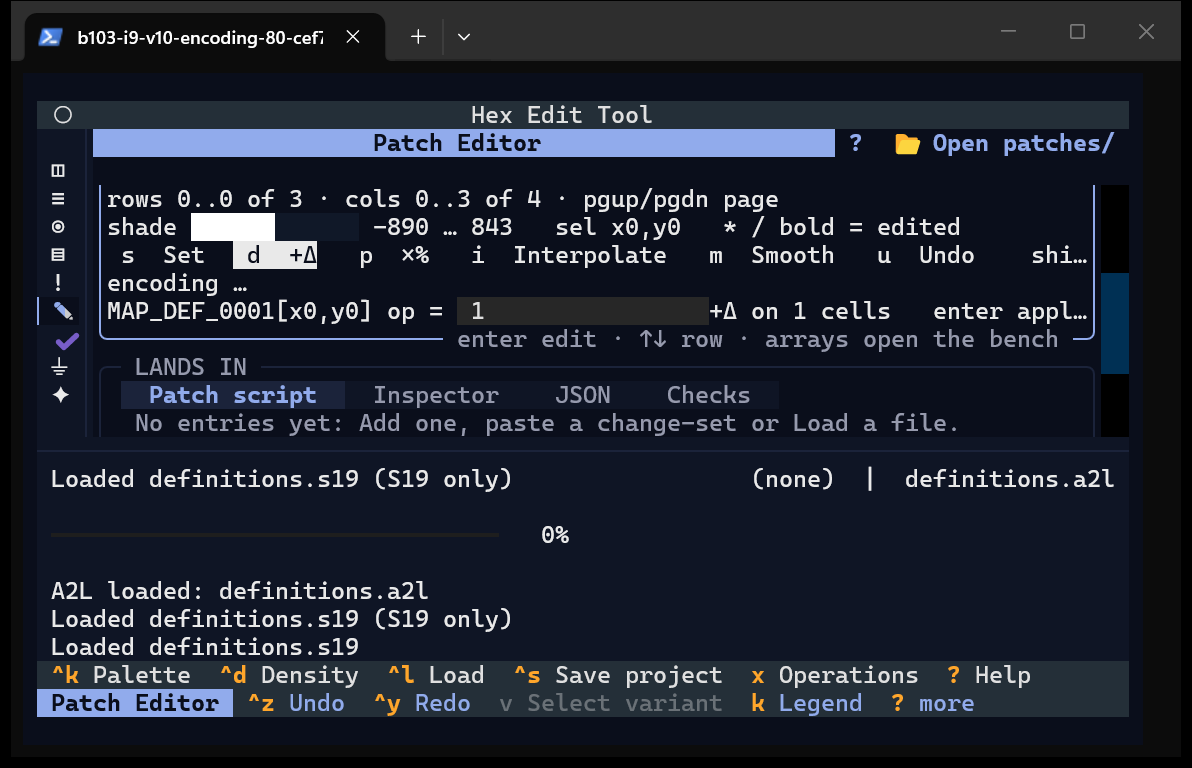 b103-i9-v10-encoding-80-cef7
Hex Edit Tool
Patch Editor ? Open patches/
rows 0..0 of 3 · cols 0..3 of 4 · pgup/pgdn page
shade -890 … 843 sel x0,y0 * / bold = edited
s Set d +Δ p ×% i Interpolate m Smooth u Undo shi…
encoding …
MAP_DEF_0001[x0,y0] op = 1 +Δ on 1 cells enter appl…
enter edit · ↑↓ row · arrays open the bench
LANDS IN
Patch script Inspector JSON Checks
No entries yet: Add one, paste a change-set or Load a file.
Loaded definitions.s19 (S19 only) (none) | definitions.a2l
0%
A2L loaded: definitions.a2l
Loaded definitions.s19 (S19 only)
Loaded definitions.s19
^k Palette ^d Density ^l Load ^s Save project x Operations ? Help
Patch Editor ^z Undo ^y Redo v Select variant k Legend ? more